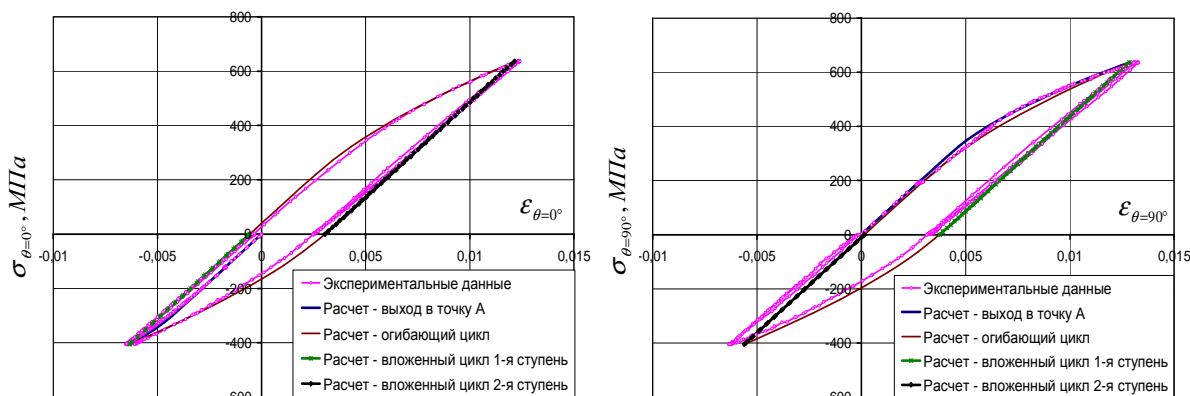 800
600
400
200
0
-200
-400
-600
-0,01
-0,005
0
0,005
0,01
0,015
σθ=0°, МПа
εθ=0°
Экспериментальные данные
Расчет - выход в точку А
Расчет - огибающий цикл
Расчет - вложенный цикл 1-я ступень
Расчет - вложенный цикл 2-я ступень
800
600
400
200
0
-200
-400
-600
-0,01
-0,005
0
0,005
0,01
0,015
σθ=90°, МПа
εθ=90°
Экспериментальные данные
Расчет - выход в точку А
Расчет - огибающий цикл
Расчет - вложенный цикл 1-я ступень
Расчет - вложенный цикл 2-я ступень